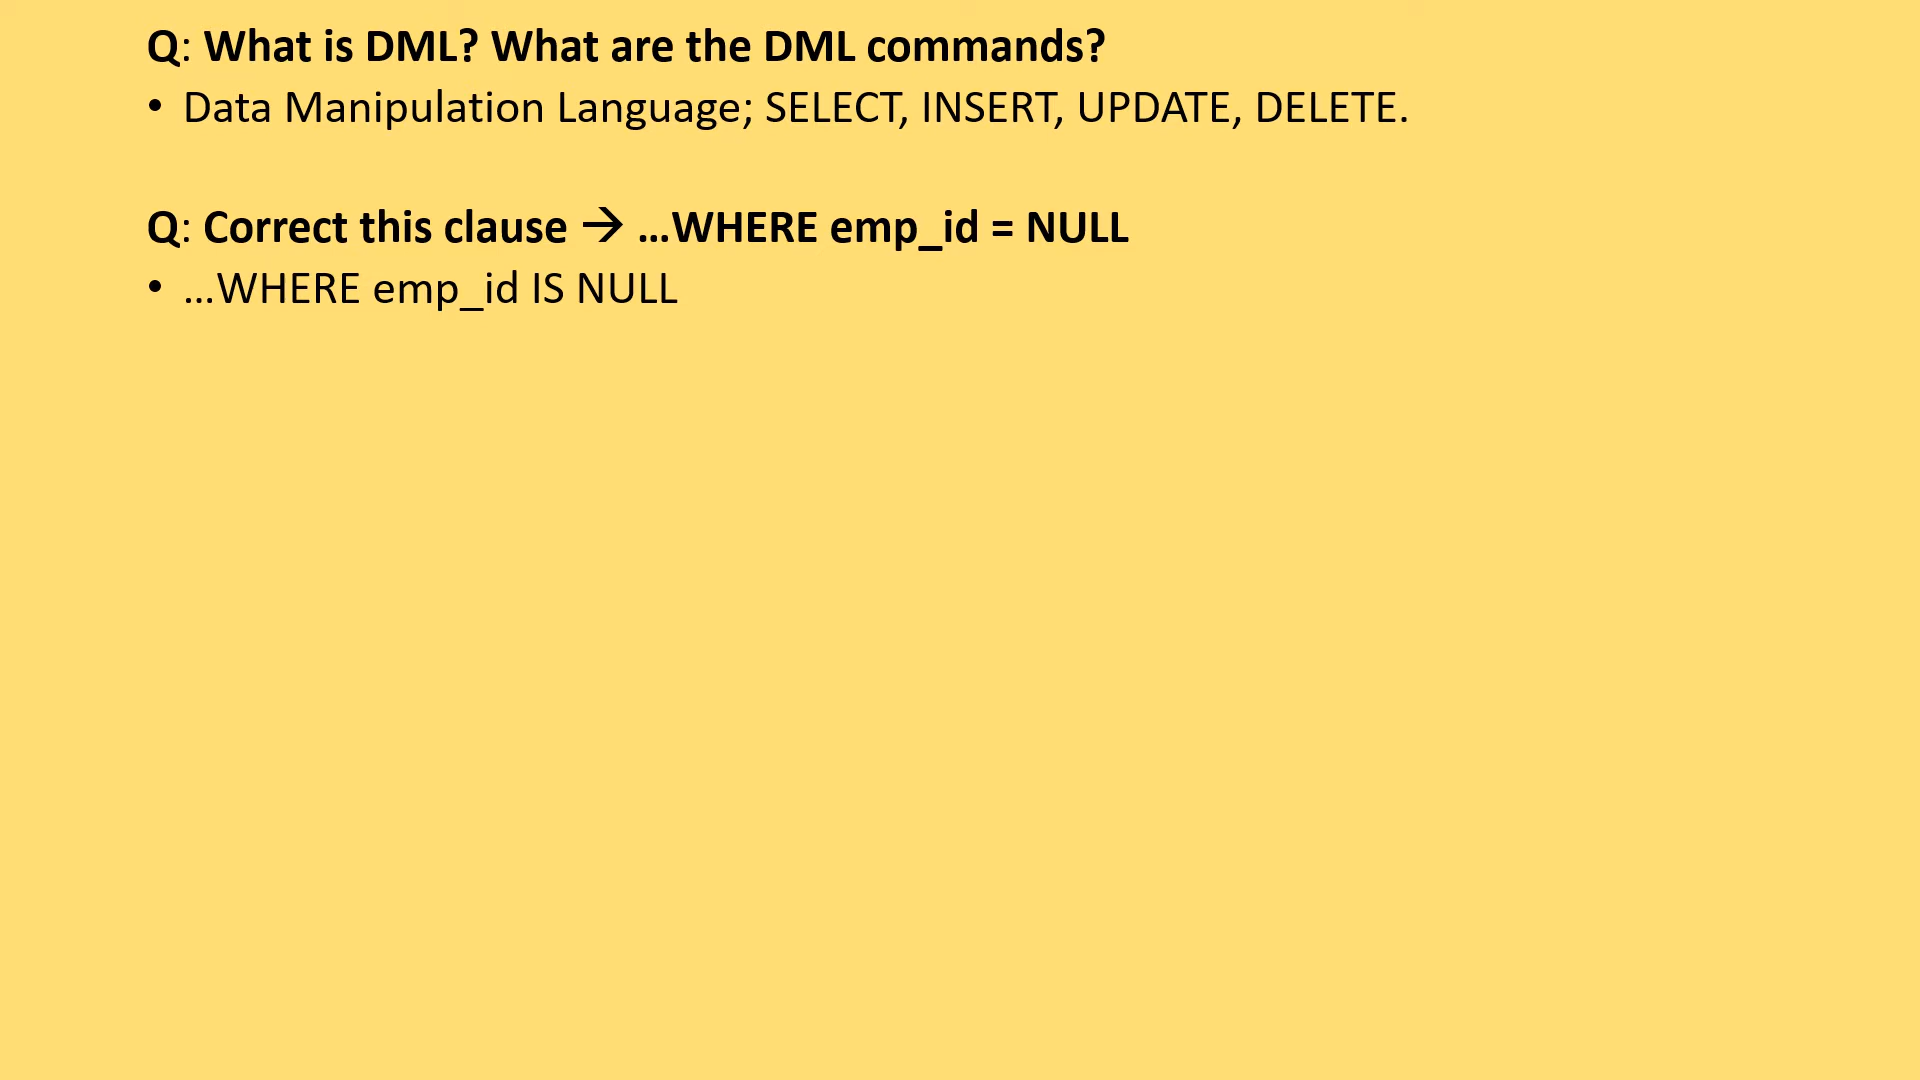 Q: What is DML? What are the DML commands?
• Data Manipulation Language; SELECT, INSERT, UPDATE, DELETE.
Q: Correct this clause → ...WHERE emp_id = NULL
• ...WHERE emp_id IS NULL